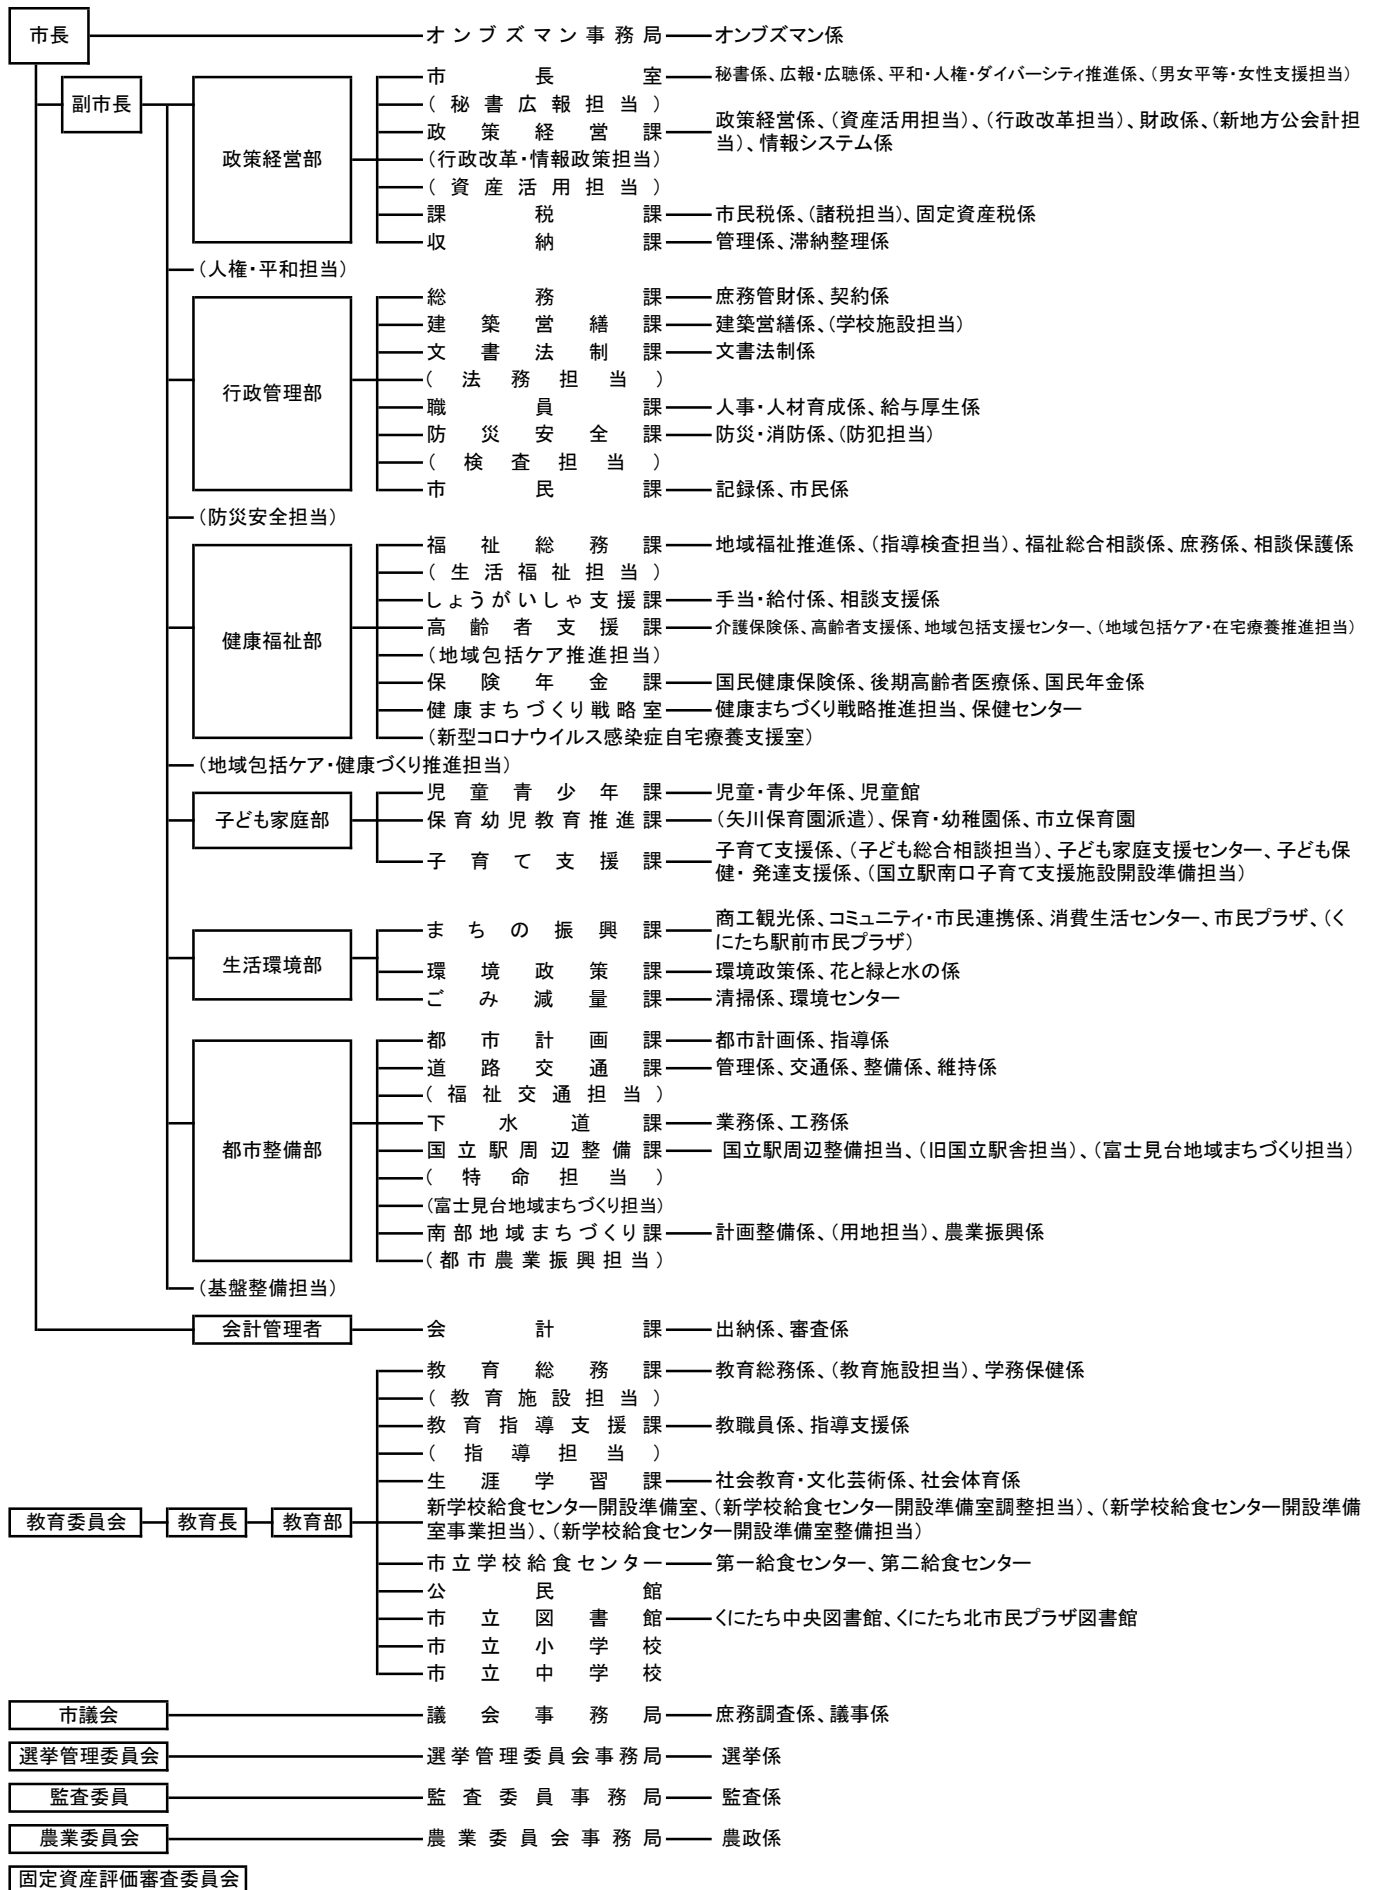 市長
オンブズマン事務局
オンブズマン係
副市長
政策経営部
市長室
秘書係、広報・広聴係、平和・人権・ダイバーシティ推進係、(男女平等・女性支援担当)
(秘書広報担当)
政策経営課
政策経営係、(資産活用担当)、(行政改革担当)、財政係、(新地方公会計担
当)、情報システム係
(行政改革・情報政策担当)
(資産活用担当)
課税課
市民税係、(諸税担当)、固定資産税係
収納課
管理係、滞納整理係
(人権・平和担当)
行政管理部
総務課
庶務管財係、契約係
建築営繕課
建築営繕係、(学校施設担当)
文書法制課
文書法制係
(法務担当)
職員課
人事・人材育成係、給与厚生係
防災安全課
防災・消防係、(防犯担当)
(検査担当)
市民課
記録係、市民係
(防災安全担当)
健康福祉部
福祉総務課
地域福祉推進係、(指導検査担当)、福祉総合相談係、庶務係、相談保護係
(生活福祉担当)
しょうがいしゃ支援課
手当・給付係、相談支援係
高齢者支援課
介護保険係、高齢者支援係、地域包括支援センター、(地域包括ケア・在宅療養推進担当)
(地域包括ケア推進担当)
保険年金課
国民健康保険係、後期高齢者医療係、国民年金係
健康まちづくり戦略室
健康まちづくり戦略推進担当、保健センター
(新型コロナウイルス感染症自宅療養支援室)
(地域包括ケア・健康づくり推進担当)
子ども家庭部
児童青少年課
児童・青少年係、児童館
保育幼児教育推進課
(矢川保育園派遣)、保育・幼稚園係、市立保育園
子育て支援課
子育て支援係、(子ども総合相談担当)、子ども家庭支援センター、子ども保
健・ 発達支援係、(国立駅南口子育て支援施設開設準備担当)
生活環境部
まちの振興課
商工観光係、コミュニティ・市民連携係、消費生活センター、市民プラザ、(く
にたち駅前市民プラザ)
環境政策課
環境政策係、花と緑と水の係
ごみ減量課
清掃係、環境センター
都市整備部
都市計画課
都市計画係、指導係
道路交通課
管理係、交通係、整備係、維持係
(福祉交通担当)
下水道課
業務係、工務係
国立駅周辺整備課
国立駅周辺整備担当、(旧国立駅舎担当)、(富士見台地域まちづくり担当)
(特命担当)
(富士見台地域まちづくり担当)
南部地域まちづくり課
計画整備係、(用地担当)、農業振興係
(都市農業振興担当)
(基盤整備担当)
会計管理者
会計課
出納係、審査係
教育委員会
教育長
教育部
教育総務課
教育総務係、(教育施設担当)、学務保健係
(教育施設担当)
教育指導支援課
教職員係、指導支援係
(指導担当)
生涯学習課
社会教育・文化芸術係、社会体育係
新学校給食センター開設準備室、(新学校給食センター開設準備室調整担当)、(新学校給食センター開設準備
室事業担当)、(新学校給食センター開設準備室整備担当)
市立学校給食センター
第一給食センター、第二給食センター
公民館
市立図書館
くにたち中央図書館、くにたち北市民プラザ図書館
市立小学校
市立中学校
市議会
議会事務局
庶務調査係、議事係
選挙管理委員会
選挙管理委員会事務局
選挙係
監査委員
監査委員事務局
監査係
農業委員会
農業委員会事務局
農政係
固定資産評価審査委員会